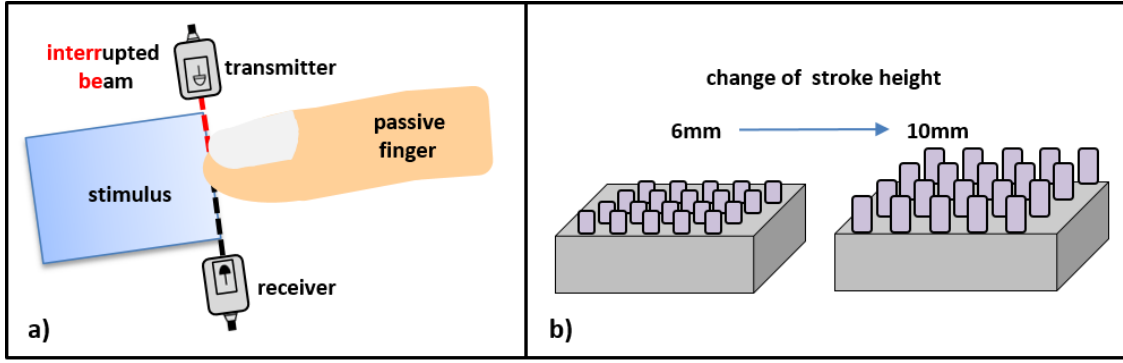 interrupted
beam
transmitter
passive
finger
stimulus
receiver
a)
change of stroke height
6mm
10mm
b)